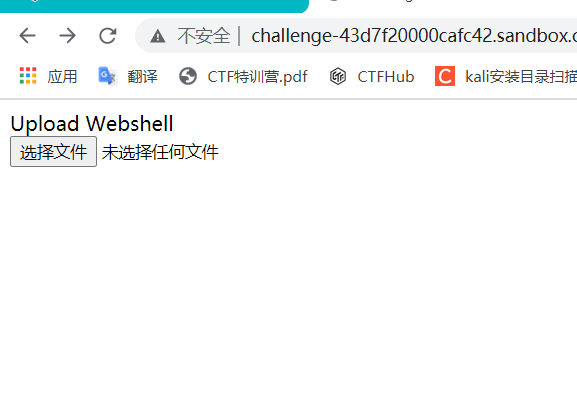 不安全 | challenge-43d7f20000cafc42.sandbox.c
应用 翻译 CTF特训营.pdf CTFHub kali安装目录扫描
Upload Webshell
选择文件 未选择任何文件